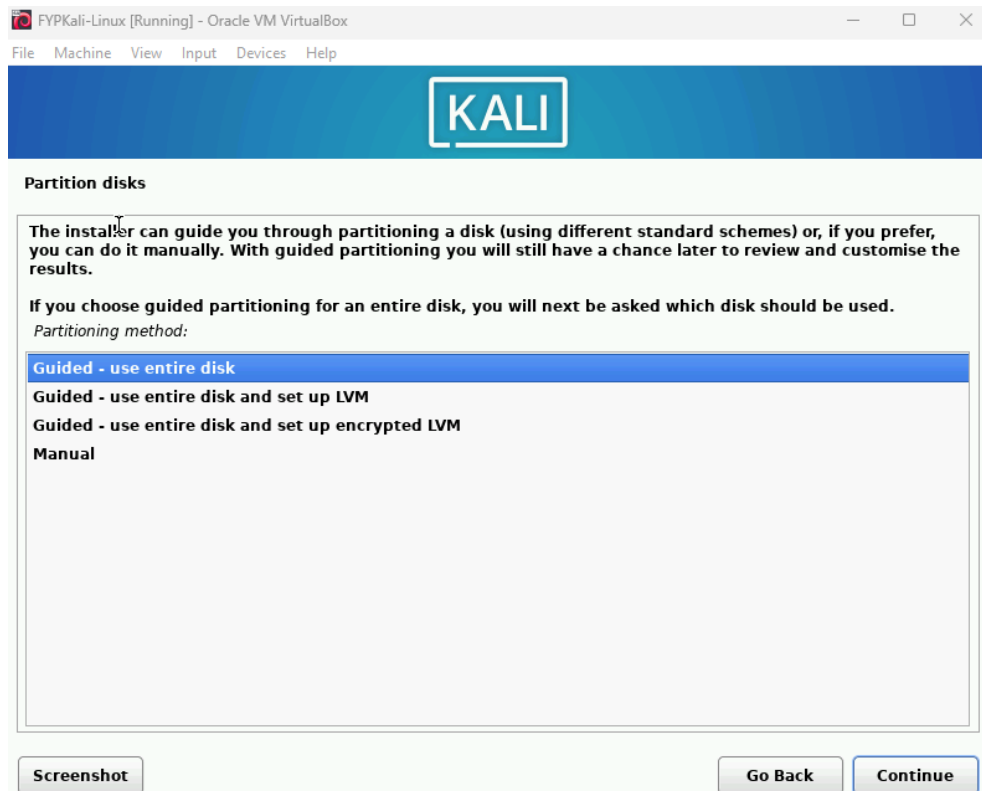 FYPKali-Linux [Running] - Oracle VM VirtualBox
File Machine View Input Devices Help
KALI
Partition disks
The installer can guide you through partitioning a disk (using different standard schemes) or, if you prefer,
you can do it manually. With guided partitioning you will still have a chance later to review and customise the
results.
If you choose guided partitioning for an entire disk, you will next be asked which disk should be used.
Partitioning method:
Guided - use entire disk
Guided - use entire disk and set up LVM
Guided - use entire disk and set up encrypted LVM
Manual
Screenshot Go Back Continue